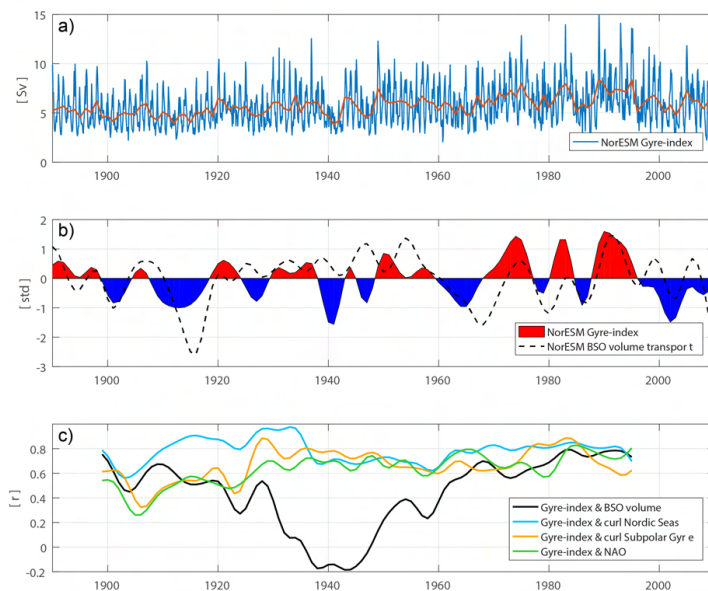 a)
[ Sv]
15
10
5
0
NorESM Gyre-index
1900 1920 1940 1960 1980 2000
b)
[ std]
2
1
0
-1
-2
-3
NorESM Gyre-index
NorESM BSO volume transpor t
1900 1920 1940 1960 1980 2000
c)
[ r]
0.8
0.6
0.4
0.2
0
-0.2
Gyre-index & BSO volume
Gyre-index & curl Nordic Seas
Gyre-index & curl Subpolar Gyr e
Gyre-index & NAO
1900 1920 1940 1960 1980 2000